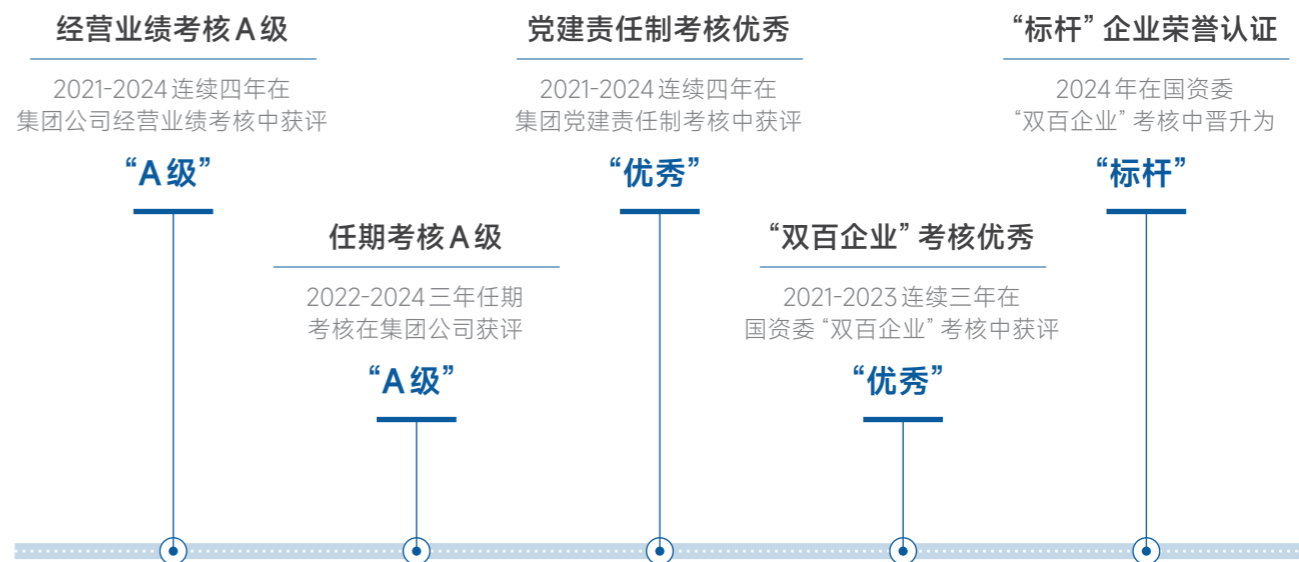 经营业绩考核A级
2021-2024连续四年在
集团公司经营业绩考核中获评
“A级”
任期考核A级
2022-2024三年任期
考核在集团公司获评
“A级”
党建责任制考核优秀
2021-2024连续四年在
集团党建责任制考核中获评
“优秀”
“双百企业”考核优秀
2021-2023连续三年在
国资委“双百企业”考核中获评
“优秀”
“标杆”企业荣誉认证
2024年在国资委
“双百企业”考核中晋升为
“标杆”